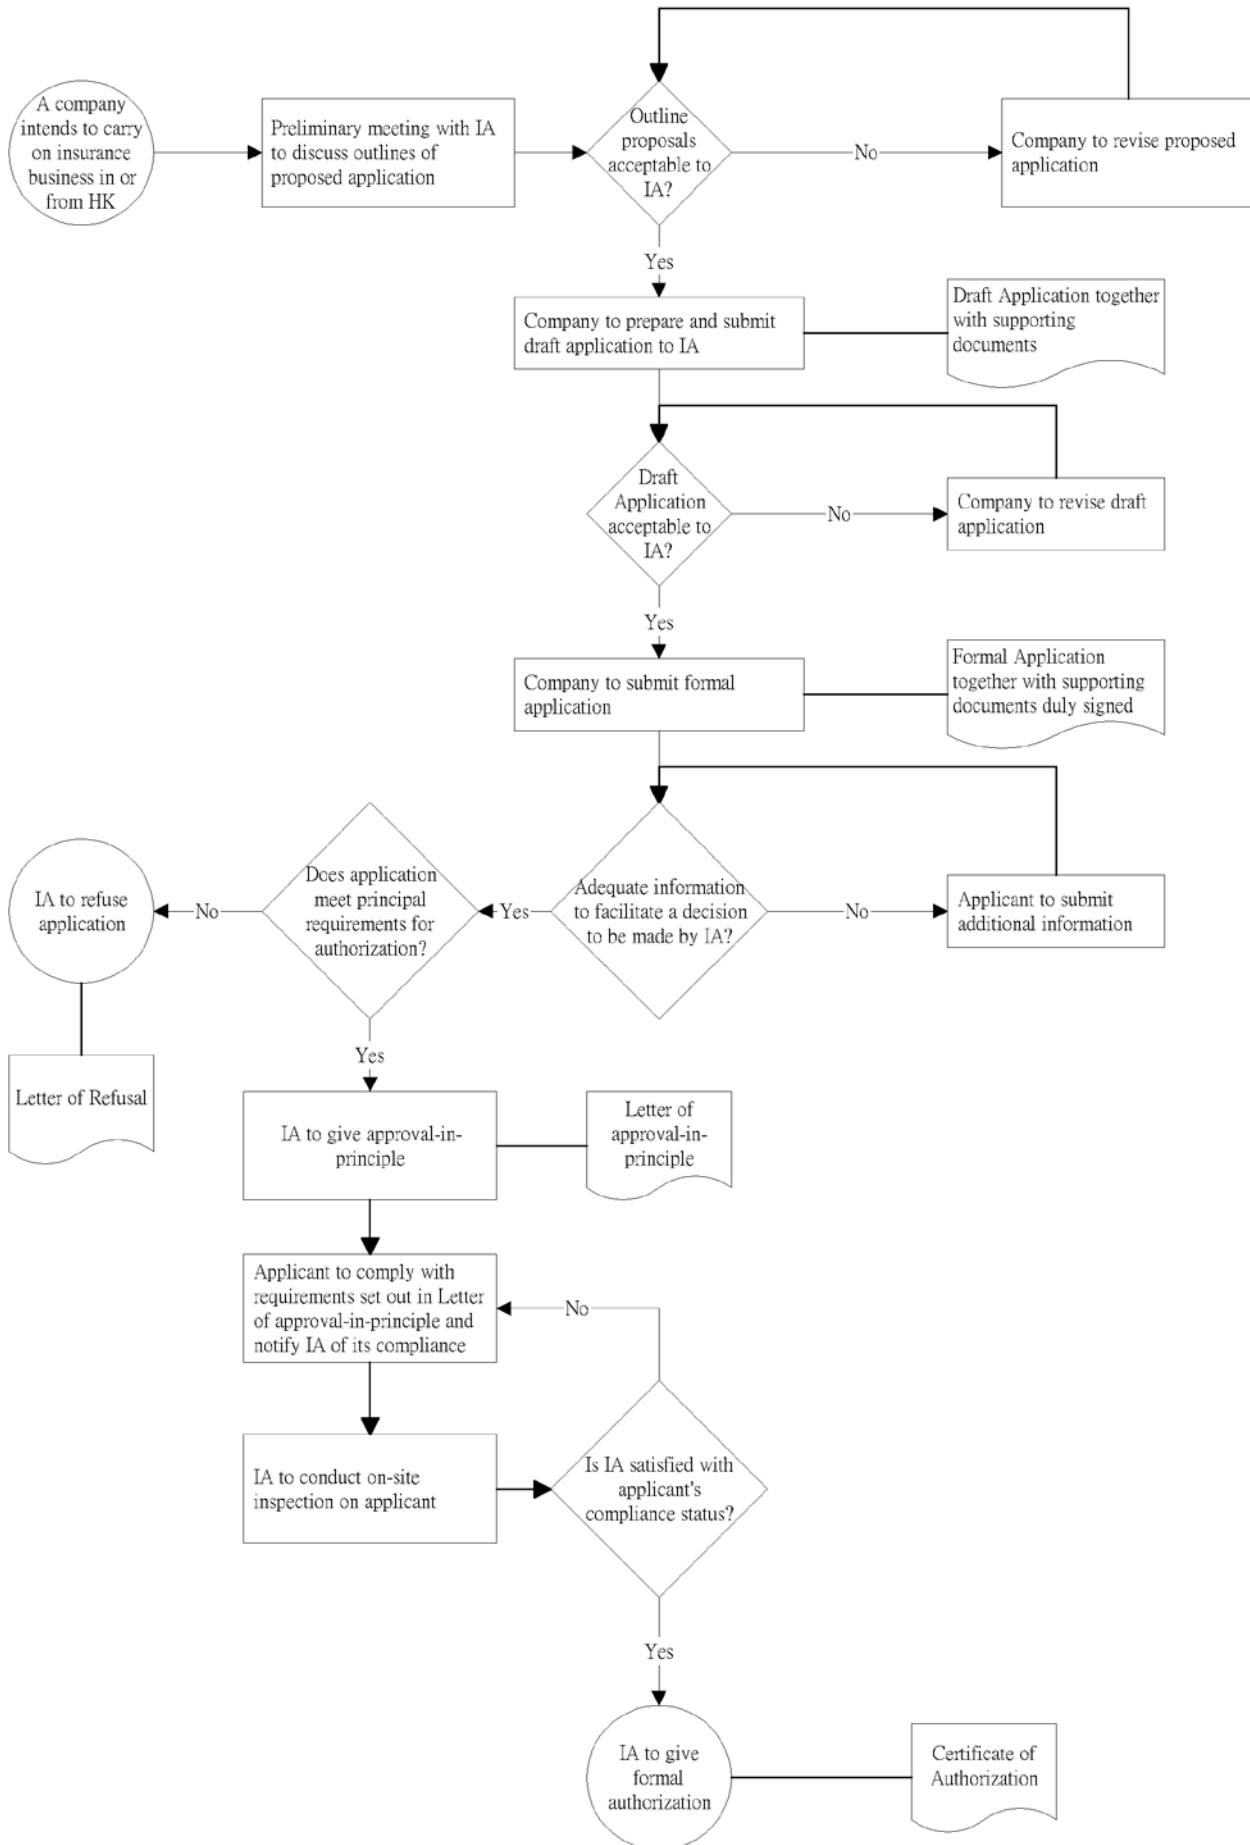 A company
intends to carry
on insurance
business in or
from HK
Preliminary meeting with IA
to discuss outlines of
proposed application
Outline
proposals
acceptable to
IA?
No
Company to revise proposed
application
Yes
Company to prepare and submit
draft application to IA
Draft Application together
with supporting
documents
Draft
Application
acceptable to
IA?
No
Company to revise draft
application
Yes
Company to submit formal
application
Formal Application
together with supporting
documents duly signed
Adequate information
to facilitate a decision
to be made by IA?
No
Applicant to submit
additional information
Yes
Does application
meet principal
requirements for
authorization?
No
IA to refuse
application
Letter of Refusal
Yes
IA to give approval-in-
principle
Letter of
approval-in-
principle
Applicant to comply with
requirements set out in Letter
of approval-in-principle and
notify IA of its compliance
No
IA to conduct on-site
inspection on applicant
Is IA satisfied with
applicant's
compliance status?
Yes
IA to give
formal
authorization
Certificate of
Authorization